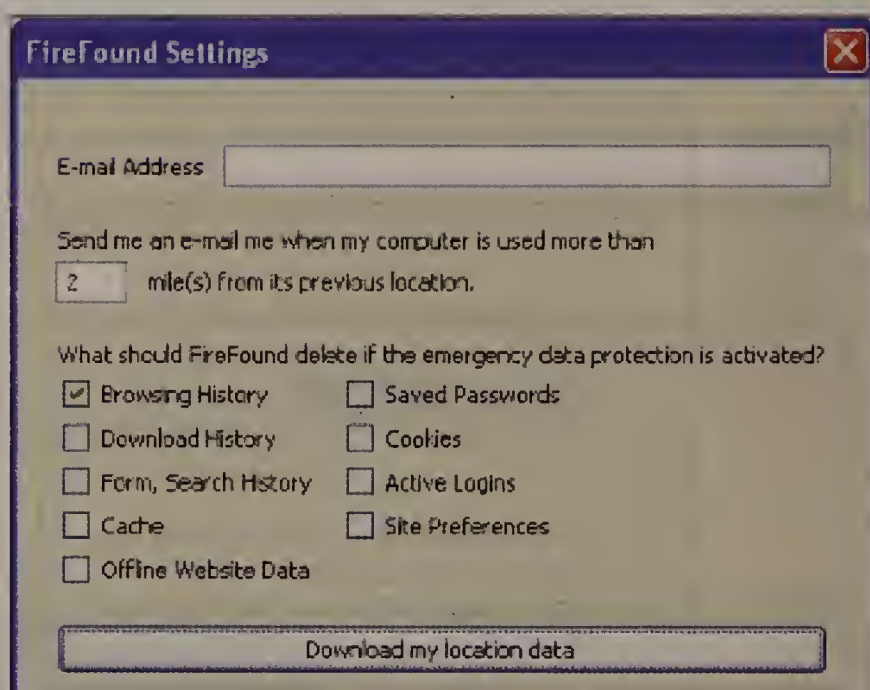 FireFound Settings
E-mail Address
Send me an e-mail me when my computer is used more than
2 mile(s) from its previous location.
What should FireFound delete if the emergency data protection is activated?
Browsing History Saved Passwords
Download History Cookies
Form, Search History Active Logins
Cache Site Preferences
Offline Website Data
Download my location data